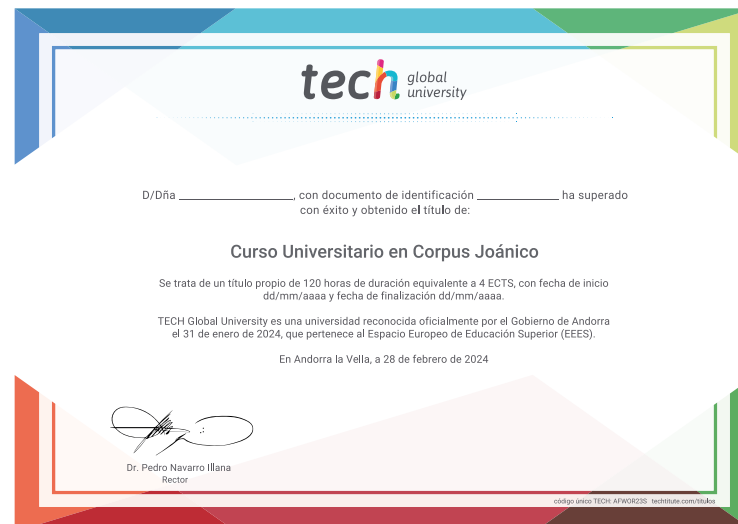 tech global university
D/Dña ____________________, con documento de identificación ______________ ha superado
con éxito y obtenido el título de:
Curso Universitario en Corpus Joánico
Se trata de un título propio de 120 horas de duración equivalente a 4 ECTS, con fecha de inicio
dd/mm/aaaa y fecha de finalización dd/mm/aaaa.
TECH Global University es una universidad reconocida oficialmente por el Gobierno de Andorra
el 31 de enero de 2024, que pertenece al Espacio Europeo de Educación Superior (EEES).
En Andorra la Vella, a 28 de febrero de 2024
Dr. Pedro Navarro Illana
Rector
código único TECH: AFWOR23S techtitute.com/titulos